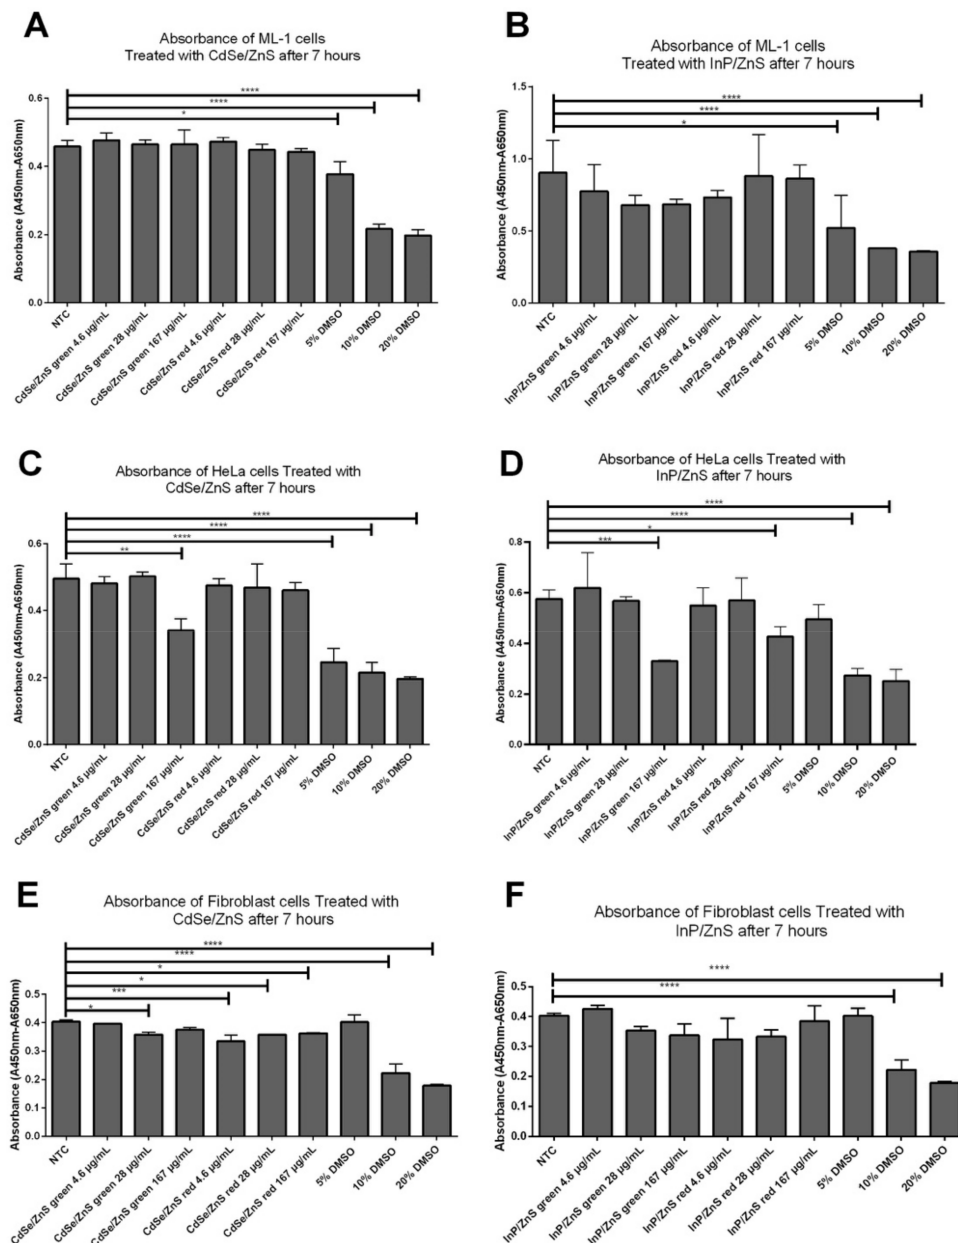 A
Absorbance of ML-1 cells
Treated with CdSe/ZnS after 7 hours
****
****
*
Absorbance (A450nm-A650nm)
0.6
0.4
0.2
0.0
NTC
CdSe/ZnS green 4.6 µg/mL
CdSe/ZnS green 28 µg/mL
CdSe/ZnS green 167 µg/mL
CdSe/ZnS red 4.6 µg/mL
CdSe/ZnS red 28 µg/mL
CdSe/ZnS red 167 µg/mL
5% DMSO
10% DMSO
20% DMSO
B
Absorbance of ML-1 cells
Treated with InP/ZnS after 7 hours
****
****
*
Absorbance (A450nm-A650nm)
1.5
1.0
0.5
0.0
NTC
InP/ZnS green 4.6 µg/mL
InP/ZnS green 28 µg/mL
InP/ZnS green 167 µg/mL
InP/ZnS red 4.6 µg/mL
InP/ZnS red 28 µg/mL
InP/ZnS red 167 µg/mL
5% DMSO
10% DMSO
20% DMSO
C
Absorbance of HeLa cells Treated with
CdSe/ZnS after 7 hours
****
****
****
**
Absorbance (A450nm-A650nm)
0.6
0.4
0.2
0.0
NTC
CdSe/ZnS green 4.6 µg/mL
CdSe/ZnS green 28 µg/mL
CdSe/ZnS green 167 µg/mL
CdSe/ZnS red 4.6 µg/mL
CdSe/ZnS red 28 µg/mL
CdSe/ZnS red 167 µg/mL
5% DMSO
10% DMSO
20% DMSO
D
Absorbance of HeLa cells Treated with
InP/ZnS after 7 hours
****
****
*
***
Absorbance (A450nm-A650nm)
0.8
0.6
0.4
0.2
0.0
NTC
InP/ZnS green 4.6 µg/mL
InP/ZnS green 28 µg/mL
InP/ZnS green 167 µg/mL
InP/ZnS red 4.6 µg/mL
InP/ZnS red 28 µg/mL
InP/ZnS red 167 µg/mL
5% DMSO
10% DMSO
20% DMSO
E
Absorbance of Fibroblast cells Treated with
CdSe/ZnS after 7 hours
****
****
*
*
***
*
Absorbance (A450nm-A650nm)
0.5
0.4
0.3
0.2
0.1
0.0
NTC
CdSe/ZnS green 4.6 µg/mL
CdSe/ZnS green 28 µg/mL
CdSe/ZnS green 167 µg/mL
CdSe/ZnS red 4.6 µg/mL
CdSe/ZnS red 28 µg/mL
CdSe/ZnS red 167 µg/mL
5% DMSO
10% DMSO
20% DMSO
F
Absorbance of Fibroblast cells Treated with
InP/ZnS after 7 hours
****
****
Absorbance (A450nm-A650nm)
0.5
0.4
0.3
0.2
0.1
0.0
NTC
InP/ZnS green 4.6 µg/mL
InP/ZnS green 28 µg/mL
InP/ZnS green 167 µg/mL
InP/ZnS red 4.6 µg/mL
InP/ZnS red 28 µg/mL
InP/ZnS red 167 µg/mL
5% DMSO
10% DMSO
20% DMSO